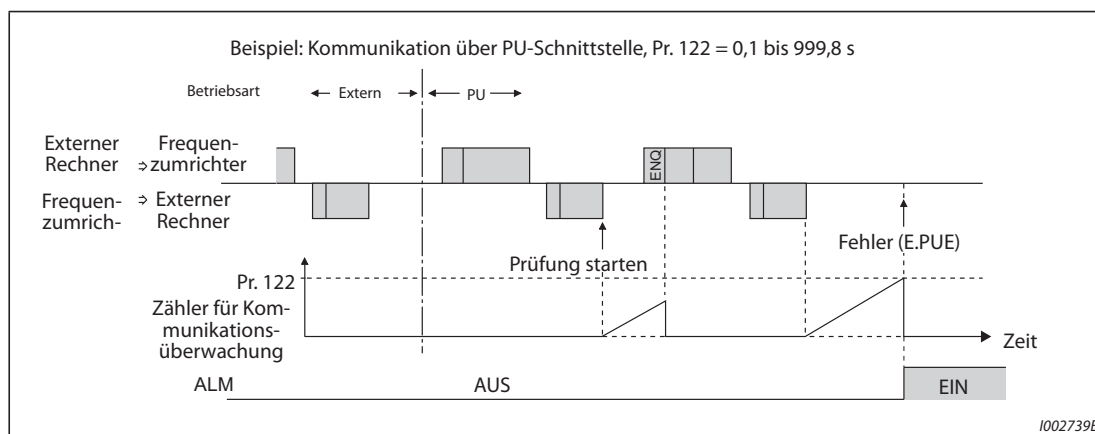 Beispiel: Kommunikation über PU-Schnittstelle, Pr. 122 = 0,1 bis 999,8 s
Betriebsart
Extern
PU
Externer
Rechner
Frequen-
zumrichter
ENQ
Frequen-
zumrich-
Externer
Rechner
Fehler (E.PUE)
Prüfung starten
Pr. 122
Zähler für Kom-
munikations-
überwachung
Zeit
ALM
AUS
EIN
I002739E